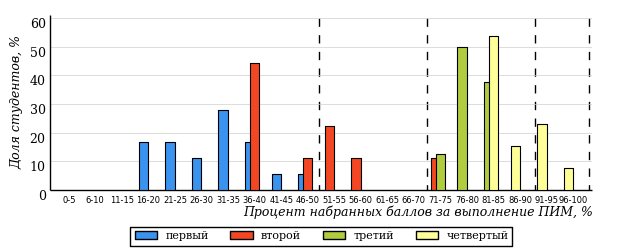 60
50
40
30
20
10
0
Доля студентов, %
0-5 6-10 11-15 16-20 21-25 26-30 31-35 36-40 41-45 46-50 51-55 56-60 61-65 66-70 71-75 76-80 81-85 86-90 91-95 96-100
Процент набранных баллов за выполнение ПИМ, %
первый второй третий четвертый